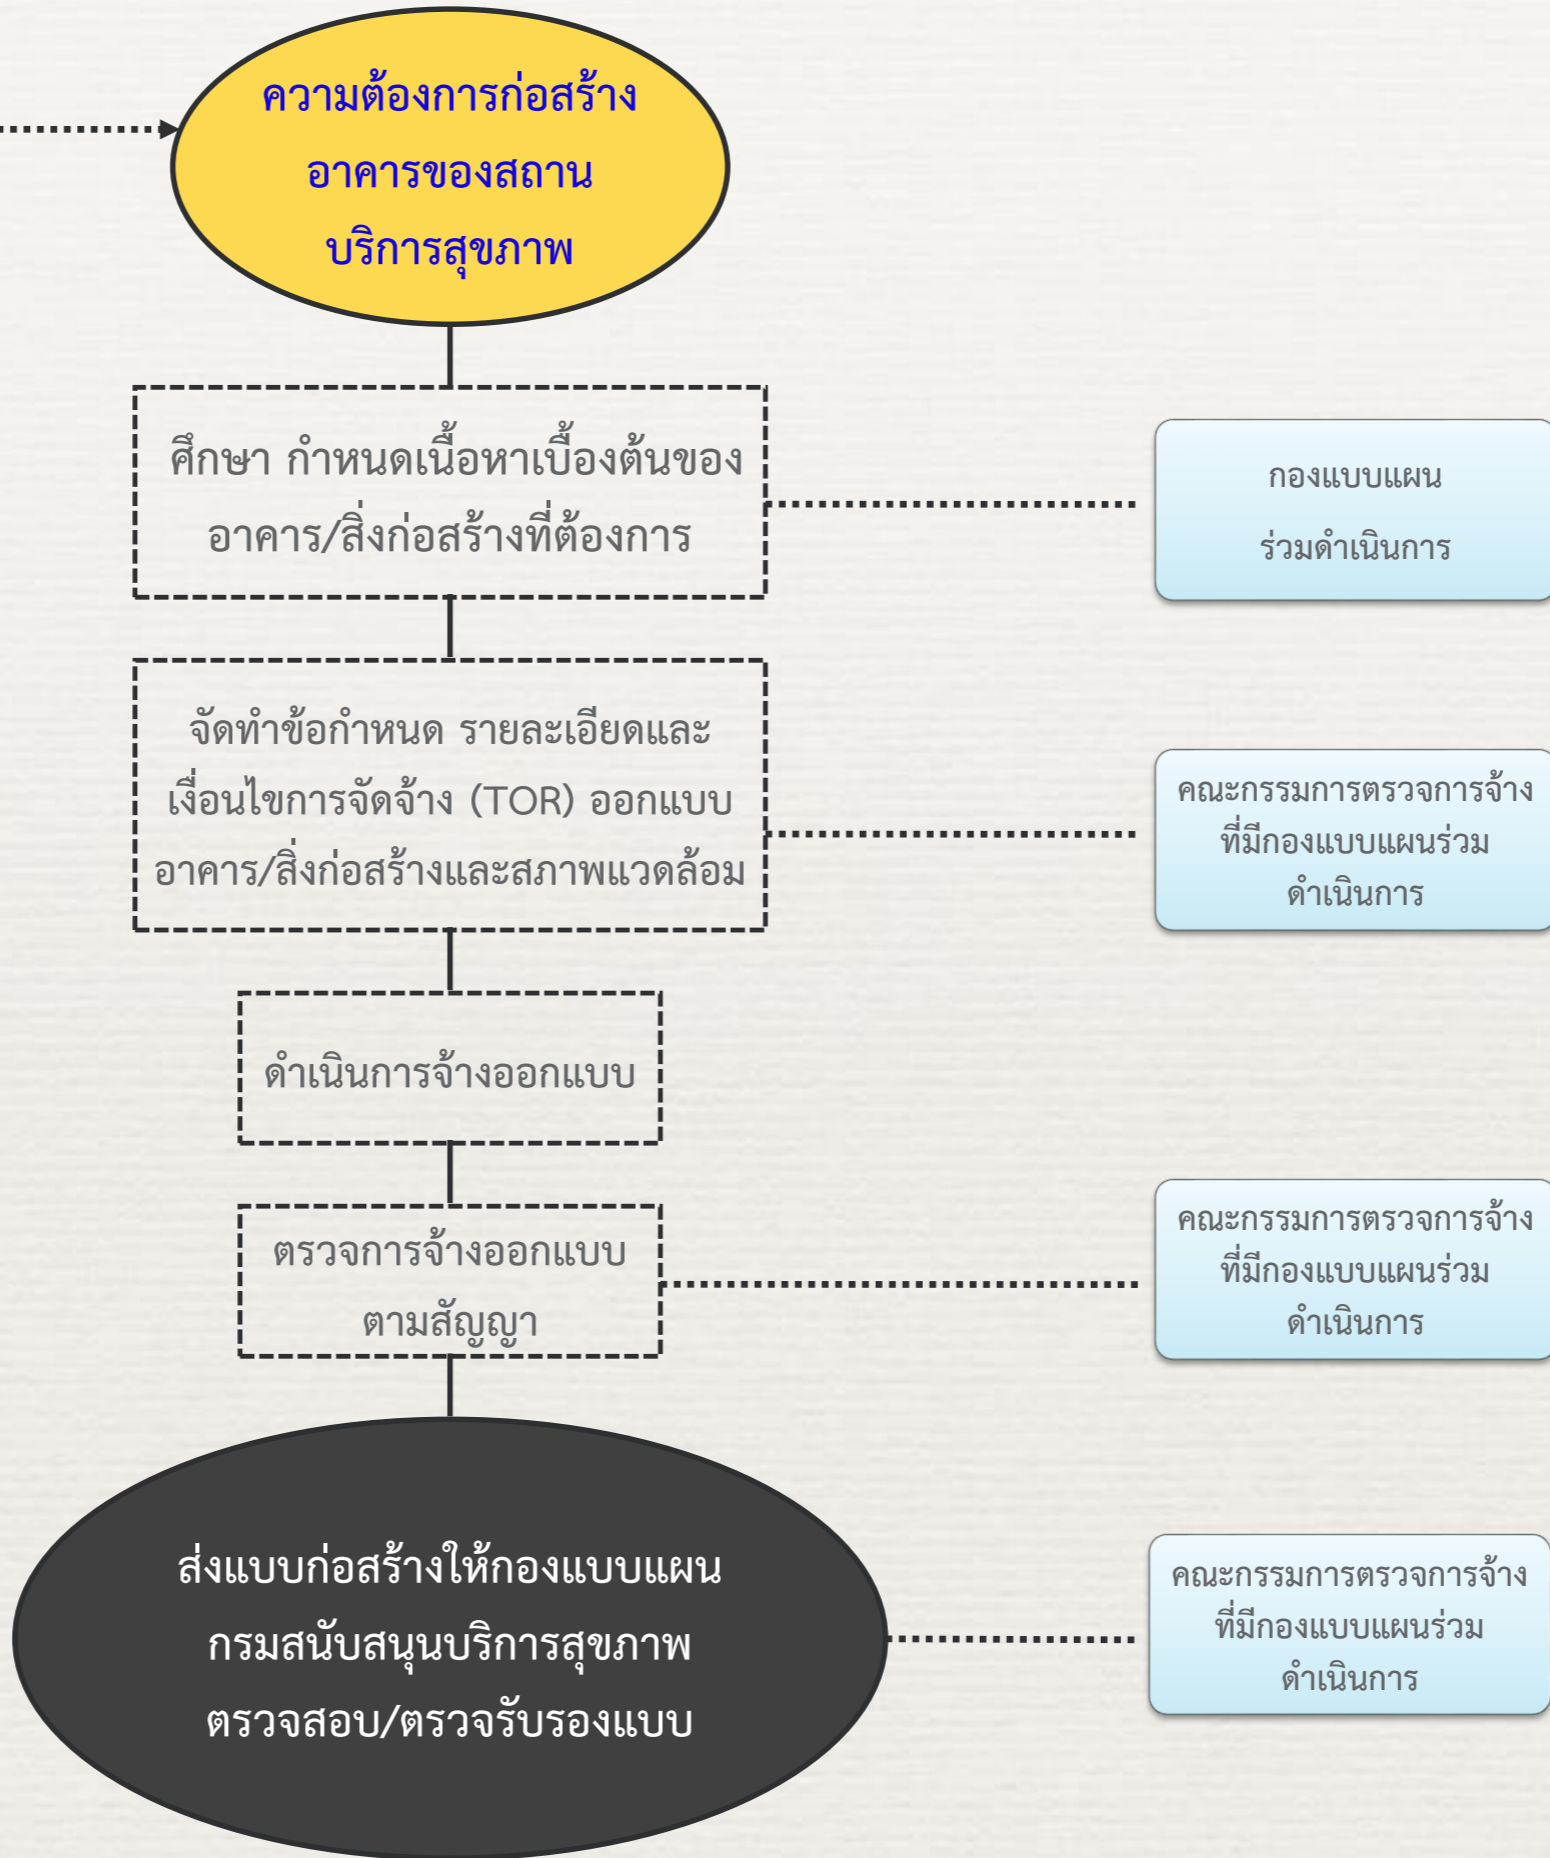 ความต้องการก่อสร้าง
อาคารของสถาน
บริการสุขภาพ
ศึกษา กำหนดเนื้อหาเบื้องต้นของ
อาคาร/สิ่งก่อสร้างที่ต้องการ
กองแบบแผน
ร่วมดำเนินการ
จัดทำข้อกำหนด รายละเอียดและ
เงื่อนไขการจัดจ้าง (TOR) ออกแบบ
อาคาร/สิ่งก่อสร้างและสภาพแวดล้อม
คณะกรรมการตรวจการจ้าง
ที่มีกองแบบแผนร่วม
ดำเนินการ
ดำเนินการจ้างออกแบบ
ตรวจการจ้างออกแบบ
ตามสัญญา
คณะกรรมการตรวจการจ้าง
ที่มีกองแบบแผนร่วม
ดำเนินการ
ส่งแบบก่อสร้างให้กองแบบแผน
กรมสนับสนุนบริการสุขภาพ
ตรวจสอบ/ตรวจรับรองแบบ
คณะกรรมการตรวจการจ้าง
ที่มีกองแบบแผนร่วม
ดำเนินการ